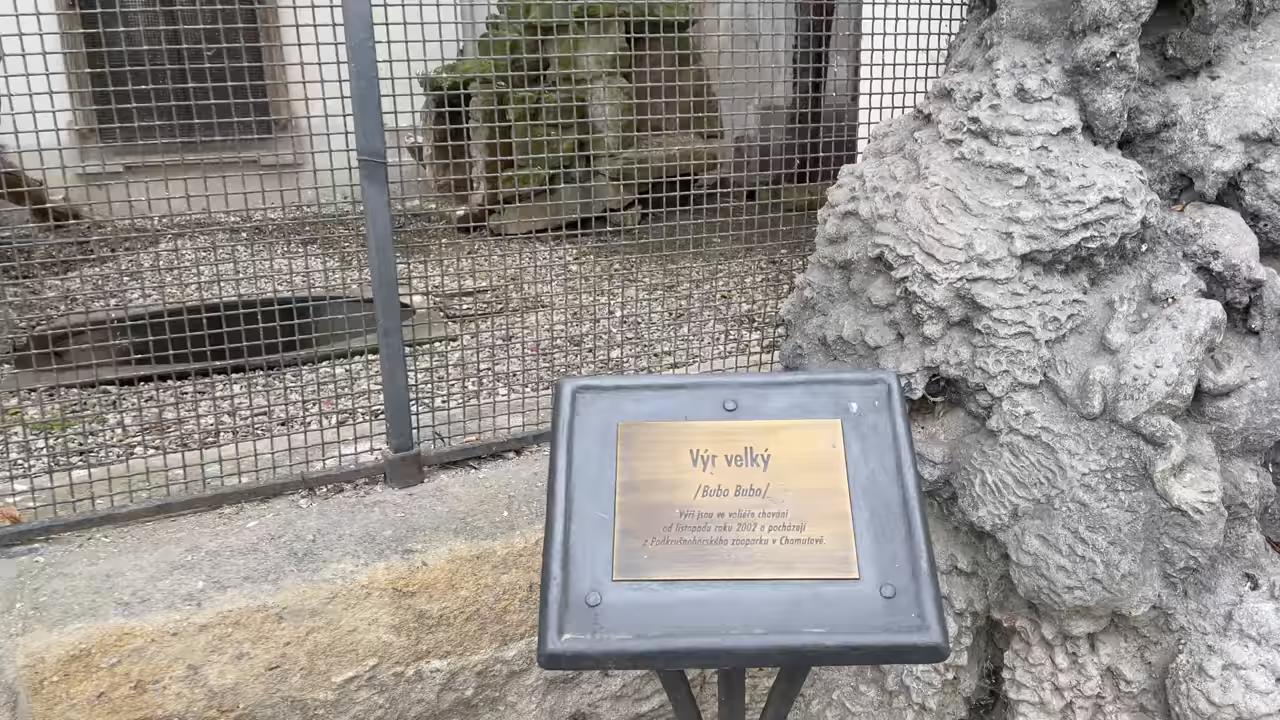 Výr velký
/Bubo Bubo/
Výři jsou ve voliéře chováni
od listopadu roku 2002 a pocházejí
z Podkrušnohorského zooparku v Chomutově.